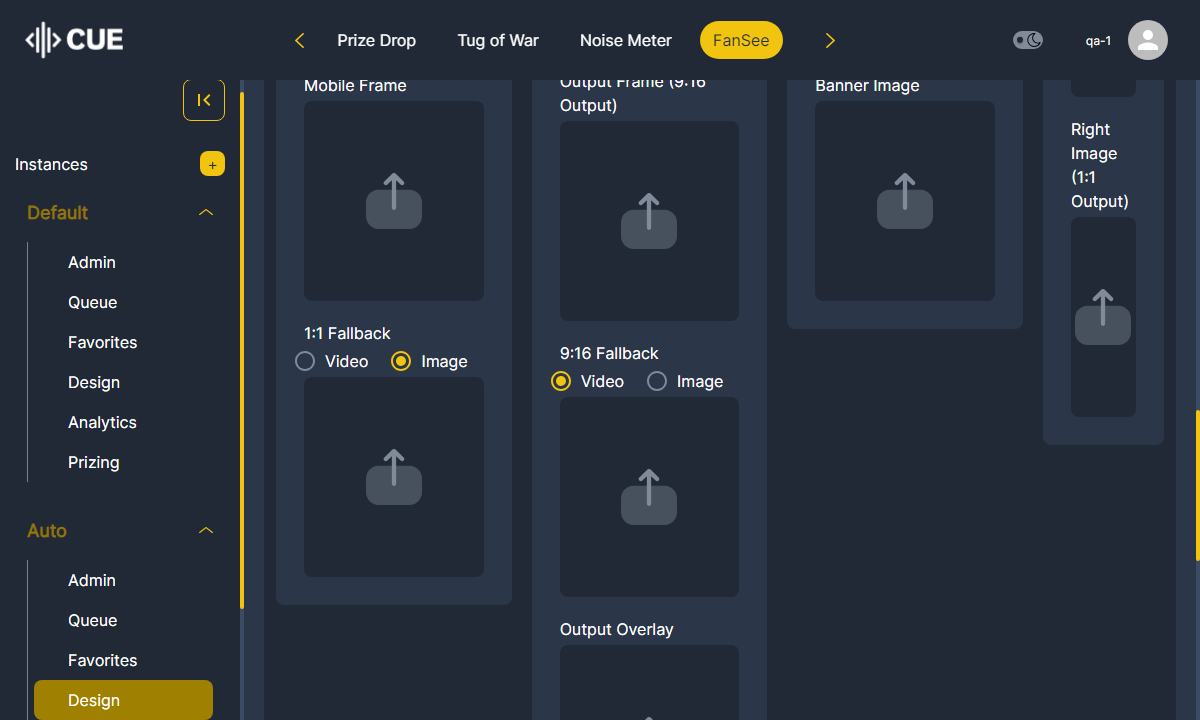 CUE
Prize Drop
Tug of War
Noise Meter
FanSee
qa-1
Instances
+
Default
Admin
Queue
Favorites
Design
Analytics
Prizing
Auto
Admin
Queue
Favorites
Design
Mobile Frame
1:1 Fallback
Video
Image
Output Frame (9:16
Output)
9:16 Fallback
Video
Image
Output Overlay
Banner Image
Right
Image
(1:1
Output)